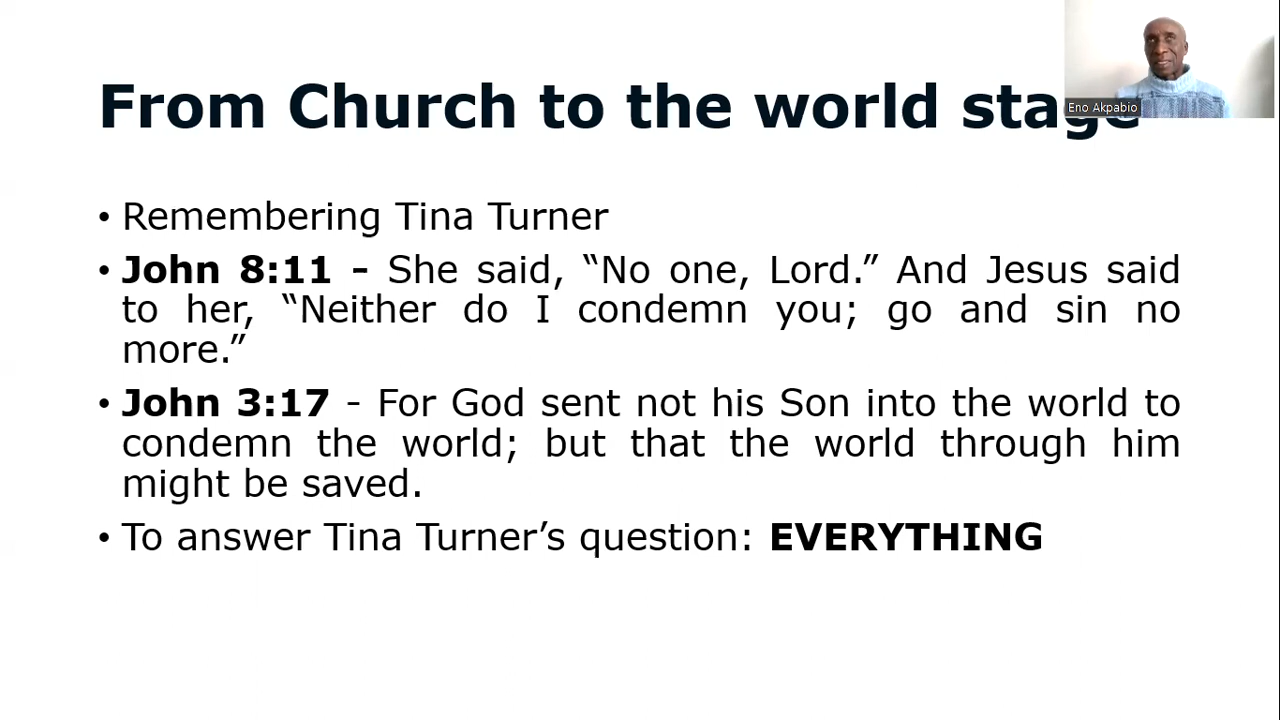 From Church to the world stage
Eno Akpabio
• Remembering Tina Turner
• John 8:11 - She said, “No one, Lord.” And Jesus said
to her, “Neither do I condemn you; go and sin no
more.”
• John 3:17 - For God sent not his Son into the world to
condemn the world; but that the world through him
might be saved.
• To answer Tina Turner’s question: EVERYTHING